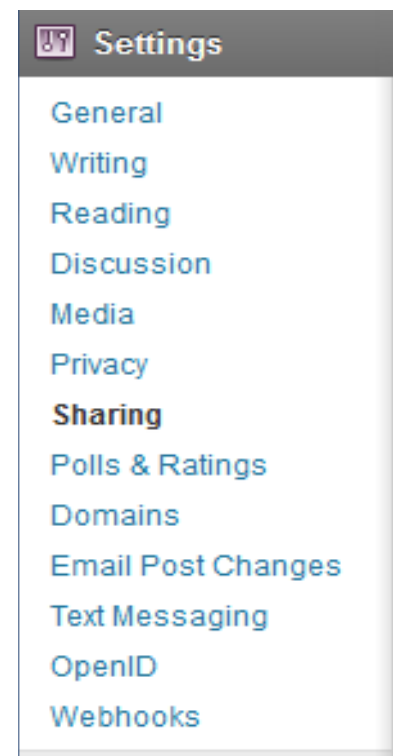 Settings
General
Writing
Reading
Discussion
Media
Privacy
Sharing
Polls & Ratings
Domains
Email Post Changes
Text Messaging
OpenID
Webhooks